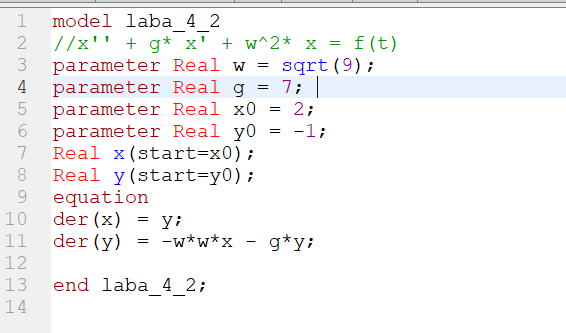 1 model laba_4_2
2 //x'' + g* x' + w^2* x = f(t)
3 parameter Real w = sqrt(9);
4 parameter Real g = 7;
5 parameter Real x0 = 2;
6 parameter Real y0 = -1;
7 Real x(start=x0);
8 Real y(start=y0);
9 equation
10 der(x) = y;
11 der(y) = -w*w*x - g*y;
12
13 end laba_4_2;
14